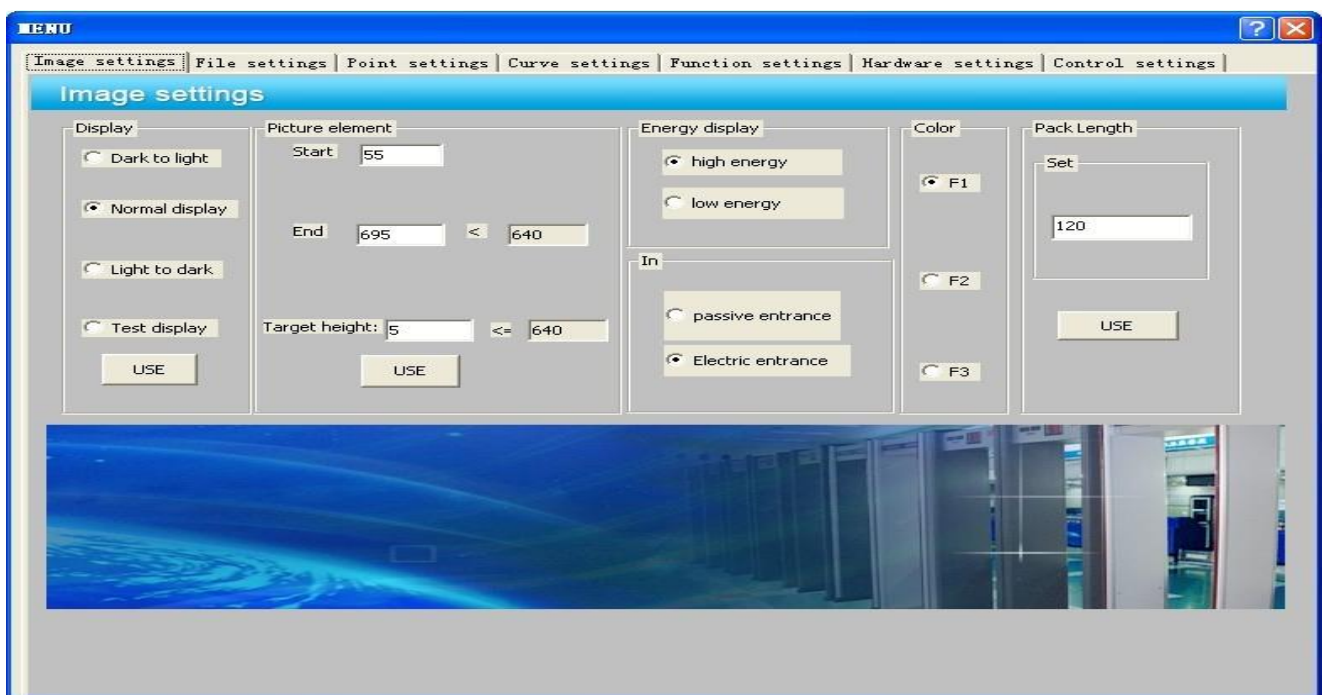 MENU
Image settings File settings Point settings Curve settings Function settings Hardware settings Control settings
Image settings
Display
Dark to light
Normal display
Light to dark
Test display
USE
Picture element
Start 55
End 695 < 640
Target height: 5 <= 640
USE
Energy display
high energy
low energy
In
passive entrance
Electric entrance
Color
F1
F2
F3
Pack Length
Set
120
USE